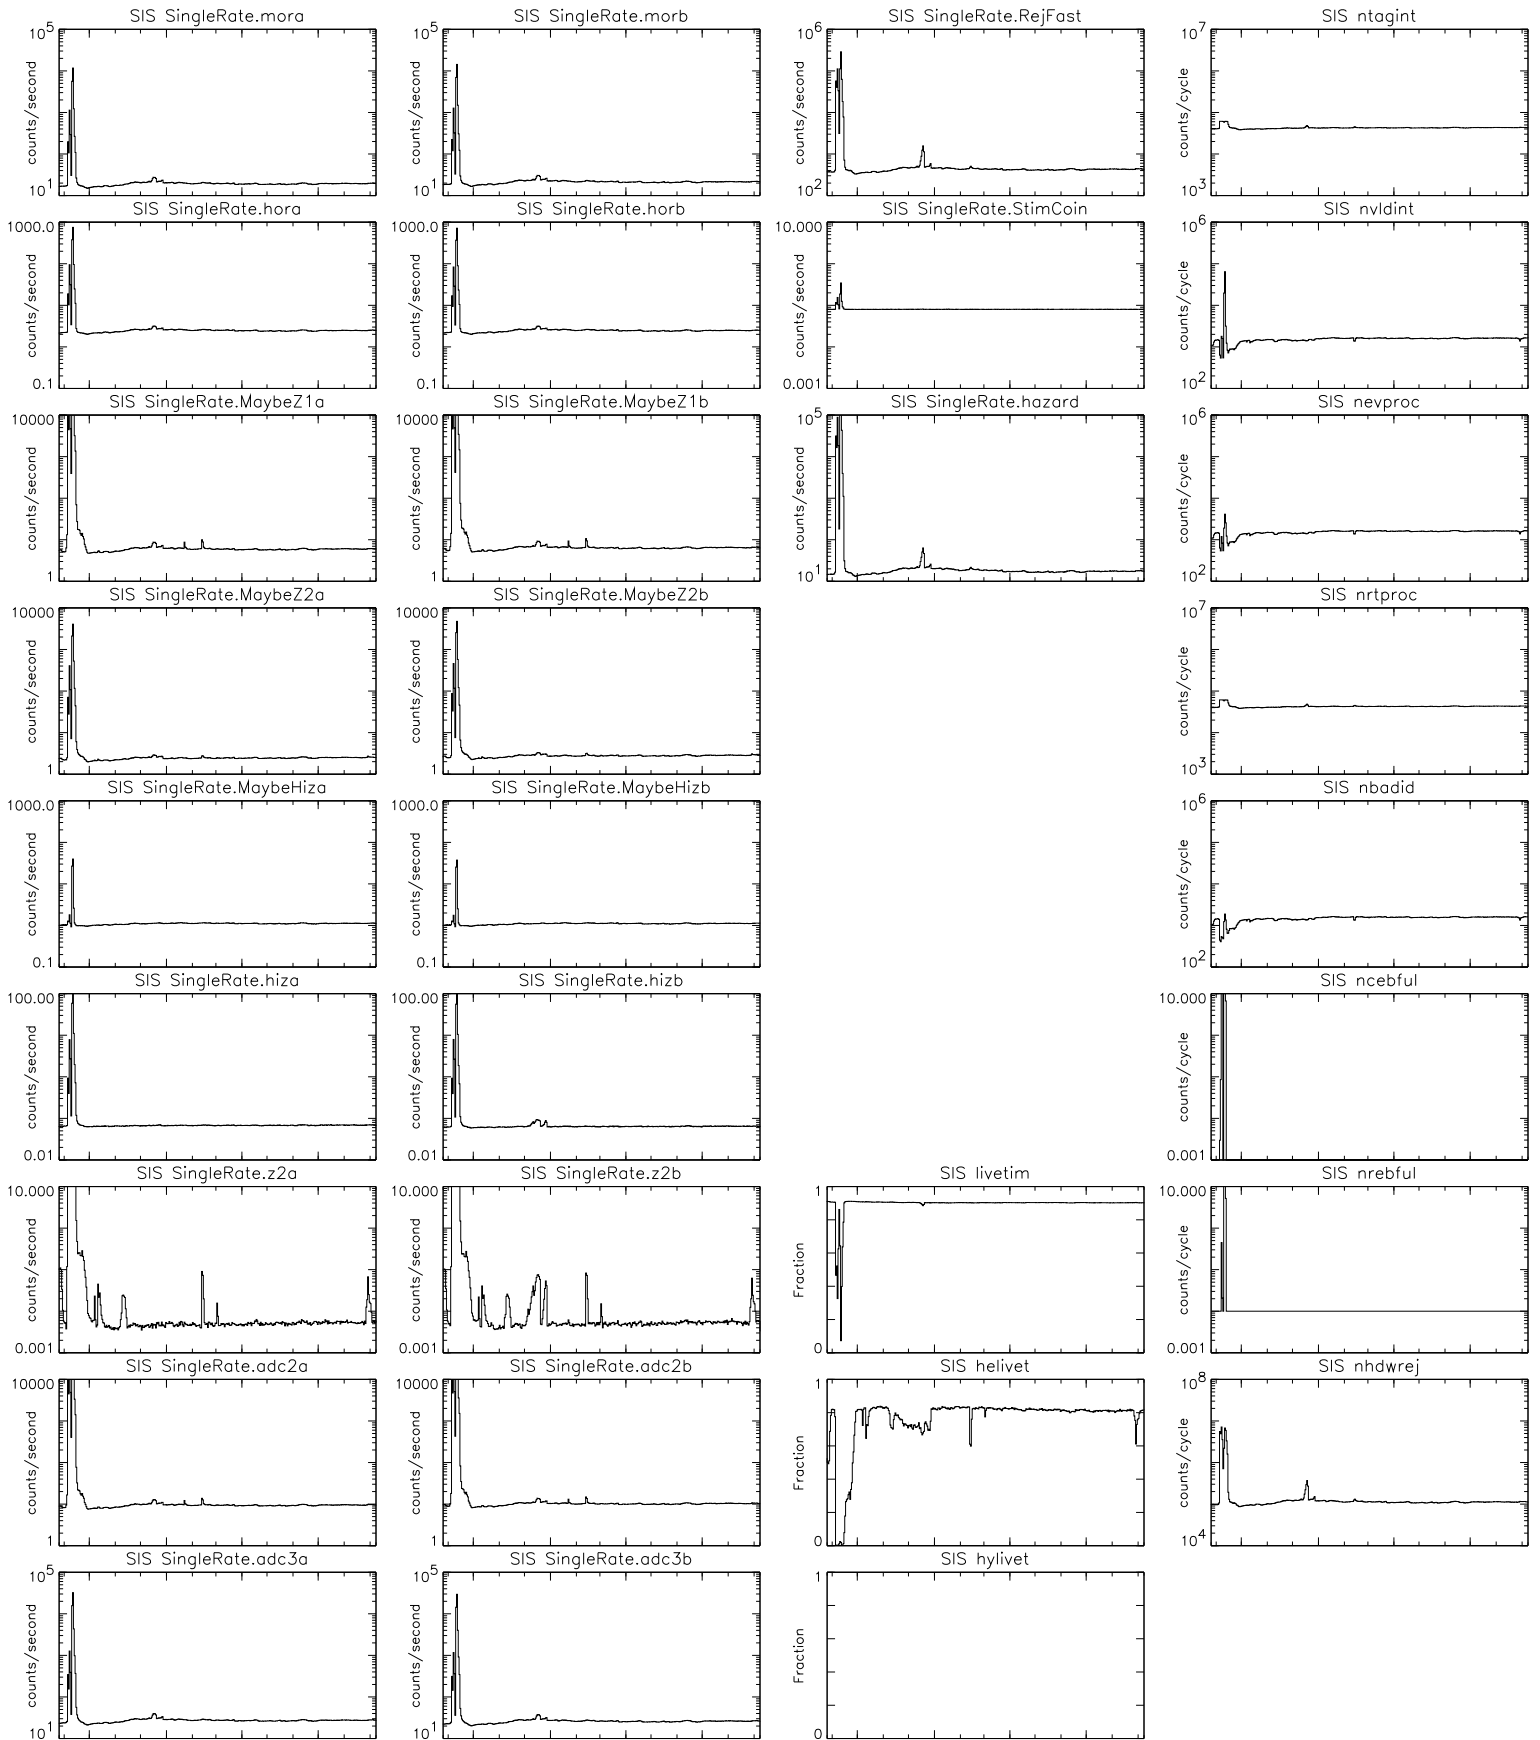 SIS SingleRate.mora
SIS SingleRate.morb
SIS SingleRate.RejFast
SIS ntagint
10^5
counts/second
10^1
10^5
counts/second
10^1
10^6
counts/second
10^2
10^7
counts/cycle
10^3
SIS SingleRate.hora
SIS SingleRate.horb
SIS SingleRate.StimCoin
SIS nvldint
1000.0
counts/second
0.1
1000.0
counts/second
0.1
10.000
counts/second
0.001
10^6
counts/cycle
10^2
SIS SingleRate.MaybeZ1a
SIS SingleRate.MaybeZ1b
SIS SingleRate.hazard
SIS nevproc
10000
counts/second
1
10000
counts/second
1
10^5
counts/second
10^1
10^6
counts/cycle
10^2
SIS SingleRate.MaybeZ2a
SIS SingleRate.MaybeZ2b
SIS nrtproc
10000
counts/second
1
10000
counts/second
1
10^7
counts/cycle
10^3
SIS SingleRate.MaybeHiza
SIS SingleRate.MaybeHizb
SIS nbadid
1000.0
counts/second
0.1
1000.0
counts/second
0.1
10^6
counts/cycle
10^2
SIS SingleRate.hiza
SIS SingleRate.hizb
SIS ncebful
100.00
counts/second
0.01
100.00
counts/second
0.01
10.000
counts/cycle
0.001
SIS SingleRate.z2a
SIS SingleRate.z2b
SIS livetim
SIS nrebful
10.000
counts/second
0.001
10.000
counts/second
0.001
1
Fraction
0
10.000
counts/cycle
0.001
SIS SingleRate.adc2a
SIS SingleRate.adc2b
SIS helivet
SIS nhdwrej
10000
counts/second
1
10000
counts/second
1
1
Fraction
0
10^8
counts/cycle
10^4
SIS SingleRate.adc3a
SIS SingleRate.adc3b
SIS hylivet
10^5
counts/second
10^1
10^5
counts/second
10^1
1
Fraction
0